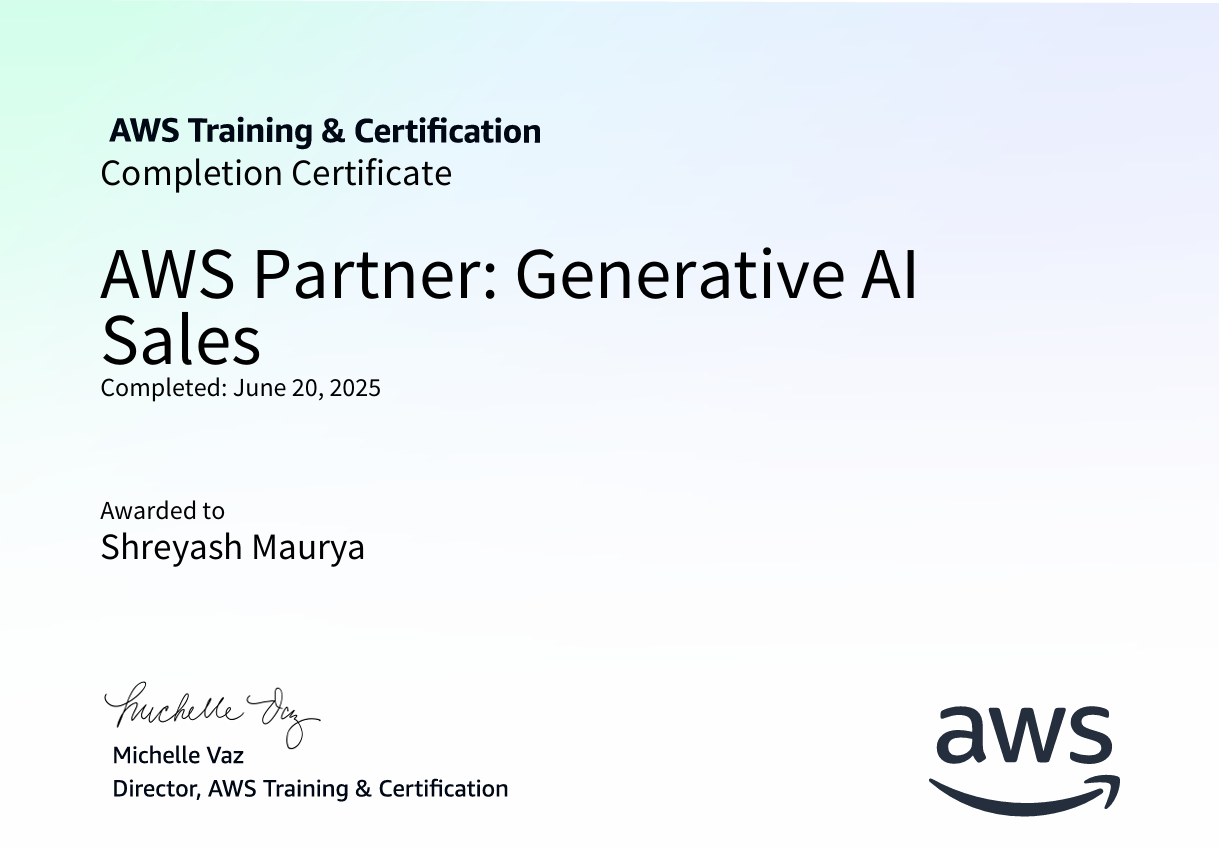 AWS Training & Certification
Completion Certificate
AWS Partner: Generative AI
Sales
Completed: June 20, 2025
Awarded to
Shreyash Maurya
Michelle Vaz
Michelle Vaz
Director, AWS Training & Certification
aws